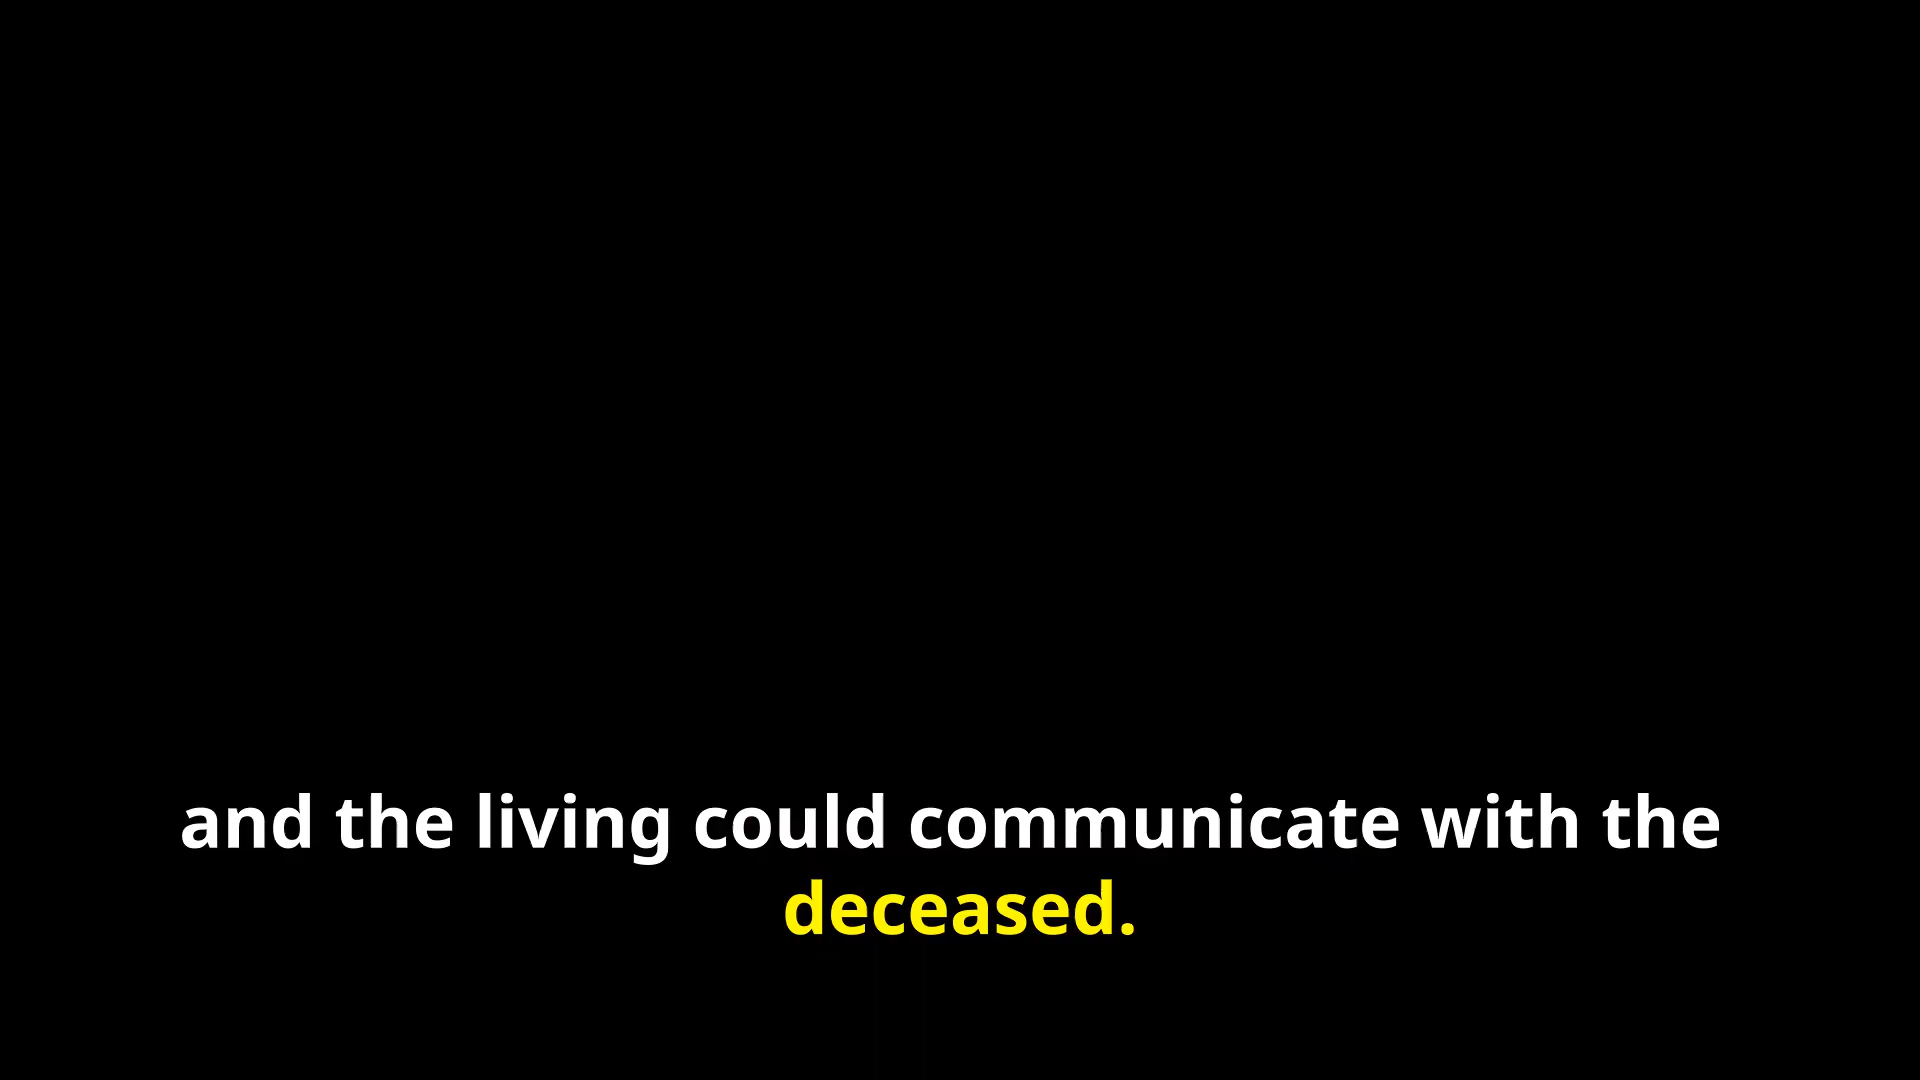 and the living could communicate with the
deceased.